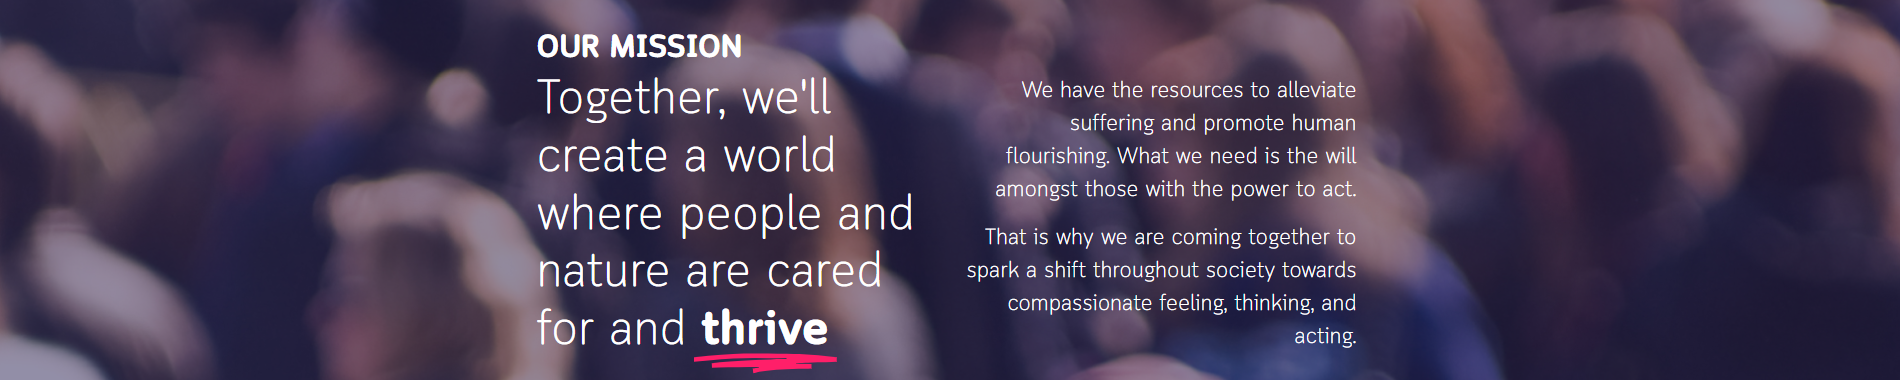 OUR MISSION
Together, we'll
create a world
where people and
nature are cared
for and thrive
We have the resources to alleviate
suffering and promote human
flourishing. What we need is the will
amongst those with the power to act.
That is why we are coming together to
spark a shift throughout society towards
compassionate feeling, thinking, and
acting.